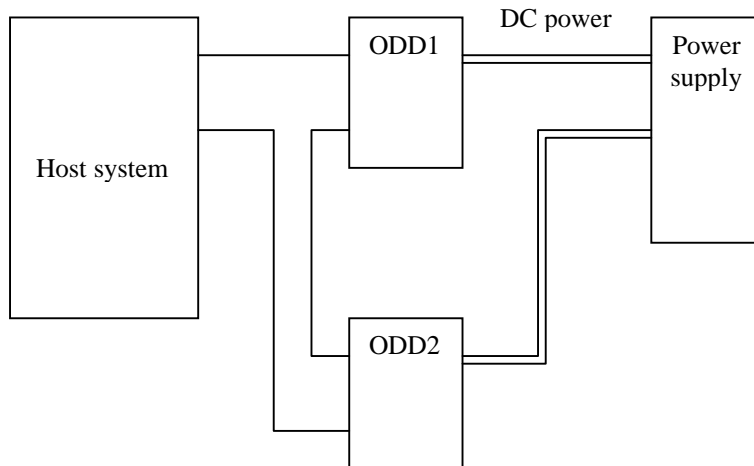 DC power
ODD1
Power
supply
Host system
ODD2